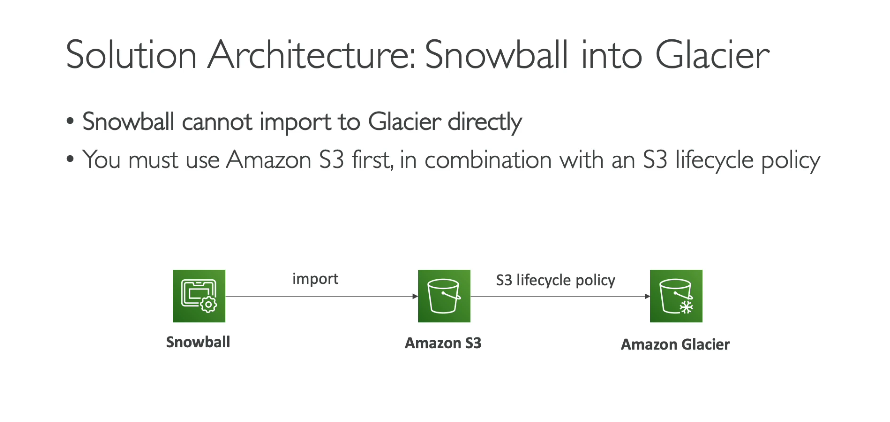 Solution Architecture: Snowball into Glacier
• Snowball cannot import to Glacier directly
• You must use Amazon S3 first, in combination with an S3 lifecycle policy
import
S3 lifecycle policy
Snowball
Amazon S3
Amazon Glacier